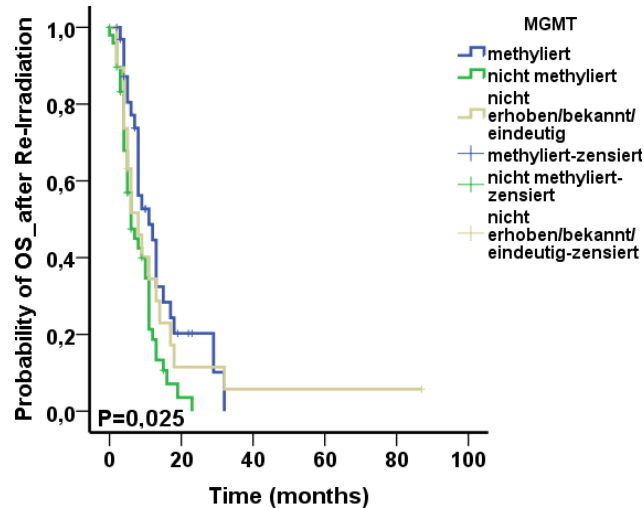 MGMT
methyliert
nicht methyliert
nicht
erhoben/bekannt/
eindeutig
methyliert-zensiert
nicht methyliert-
zensiert
nicht
erhoben/bekannt/
eindeutig-zensiert
Probability of OS_after Re-Irradiation
1,0
0,8
0,6
0,4
0,2
0,0
P=0,025
0 20 40 60 80 100
Time (months)